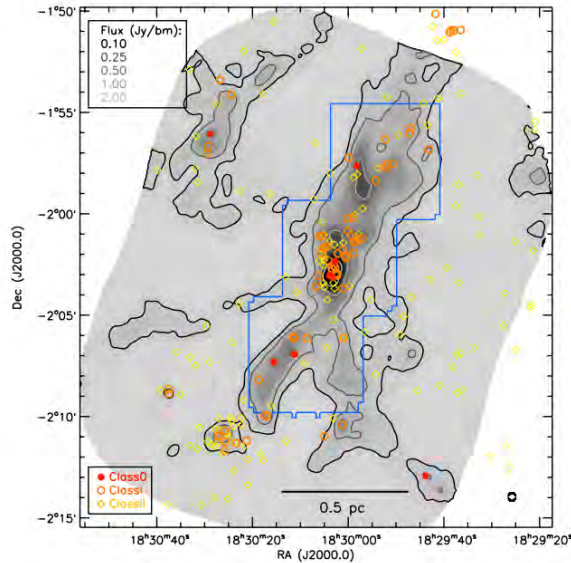 -1°50'
Flux (Jy/bm):
0.10
0.25
0.50
1.00
2.00
-1°55'
-2°00'
Dec (J2000.0)
-2°05'
-2°10'
Class0
ClassI
ClassII
0.5 pc
-2°15'
18ʰ30ᵐ40ˢ
18ʰ30ᵐ20ˢ
18ʰ30ᵐ00ˢ
18ʰ29ᵐ40ˢ
18ʰ29ᵐ20ˢ
RA (J2000.0)